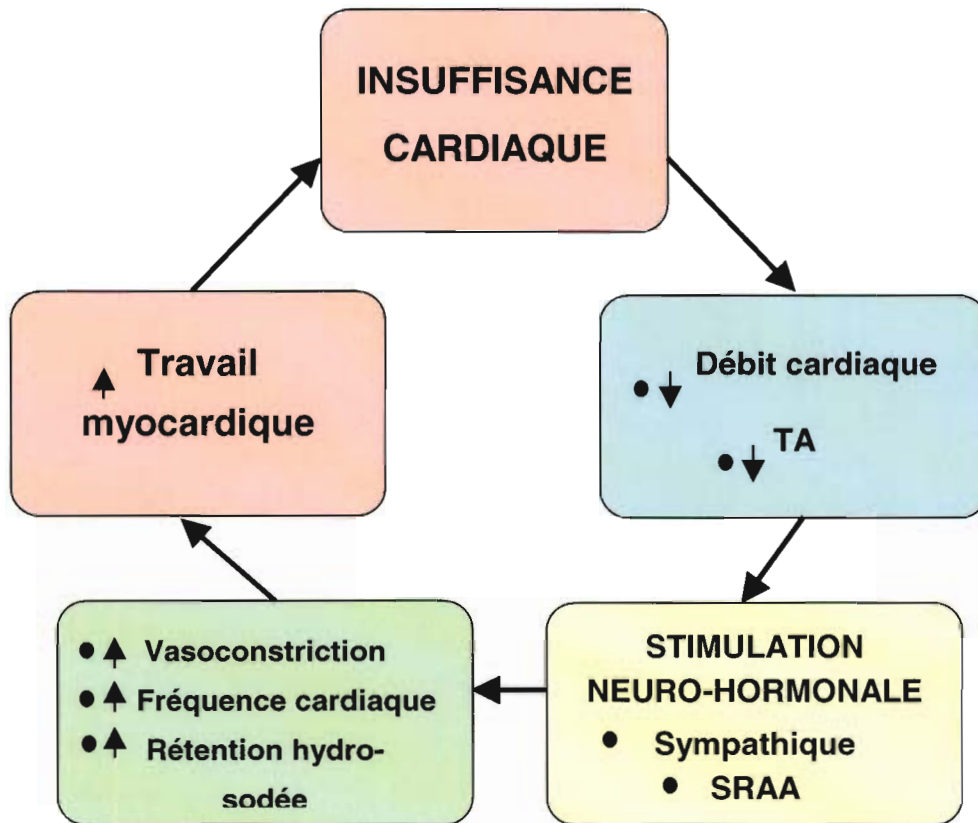 INSUFFISANCE
CARDIAQUE
Travail
↑
myocardique
Débit cardiaque
● ↓
TA
● ↓
● ↑ Vasoconstriction
● ↑ Fréquence cardiaque
● ↑ Rétention hydro-
sodée
STIMULATION
NEURO-HORMONALE
● Sympathique
● SRAA